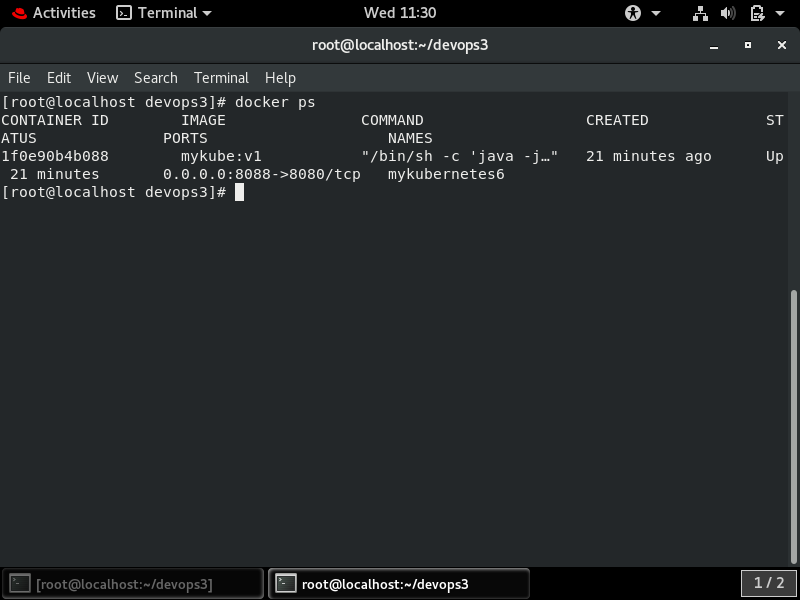 Activities Terminal Wed 11:30
root@localhost:~/devops3
File Edit View Search Terminal Help
[root@localhost devops3]# docker ps
CONTAINER ID        IMAGE               COMMAND                  CREATED             ST
ATUS              PORTS                    NAMES
1f0e90b4b088        mykube:v1           "/bin/sh -c 'java -j…"   21 minutes ago      Up
 21 minutes       0.0.0.0:8088->8080/tcp   mykubernetes6
[root@localhost devops3]#
[root@localhost:~/devops3] root@localhost:~/devops3 1 / 2